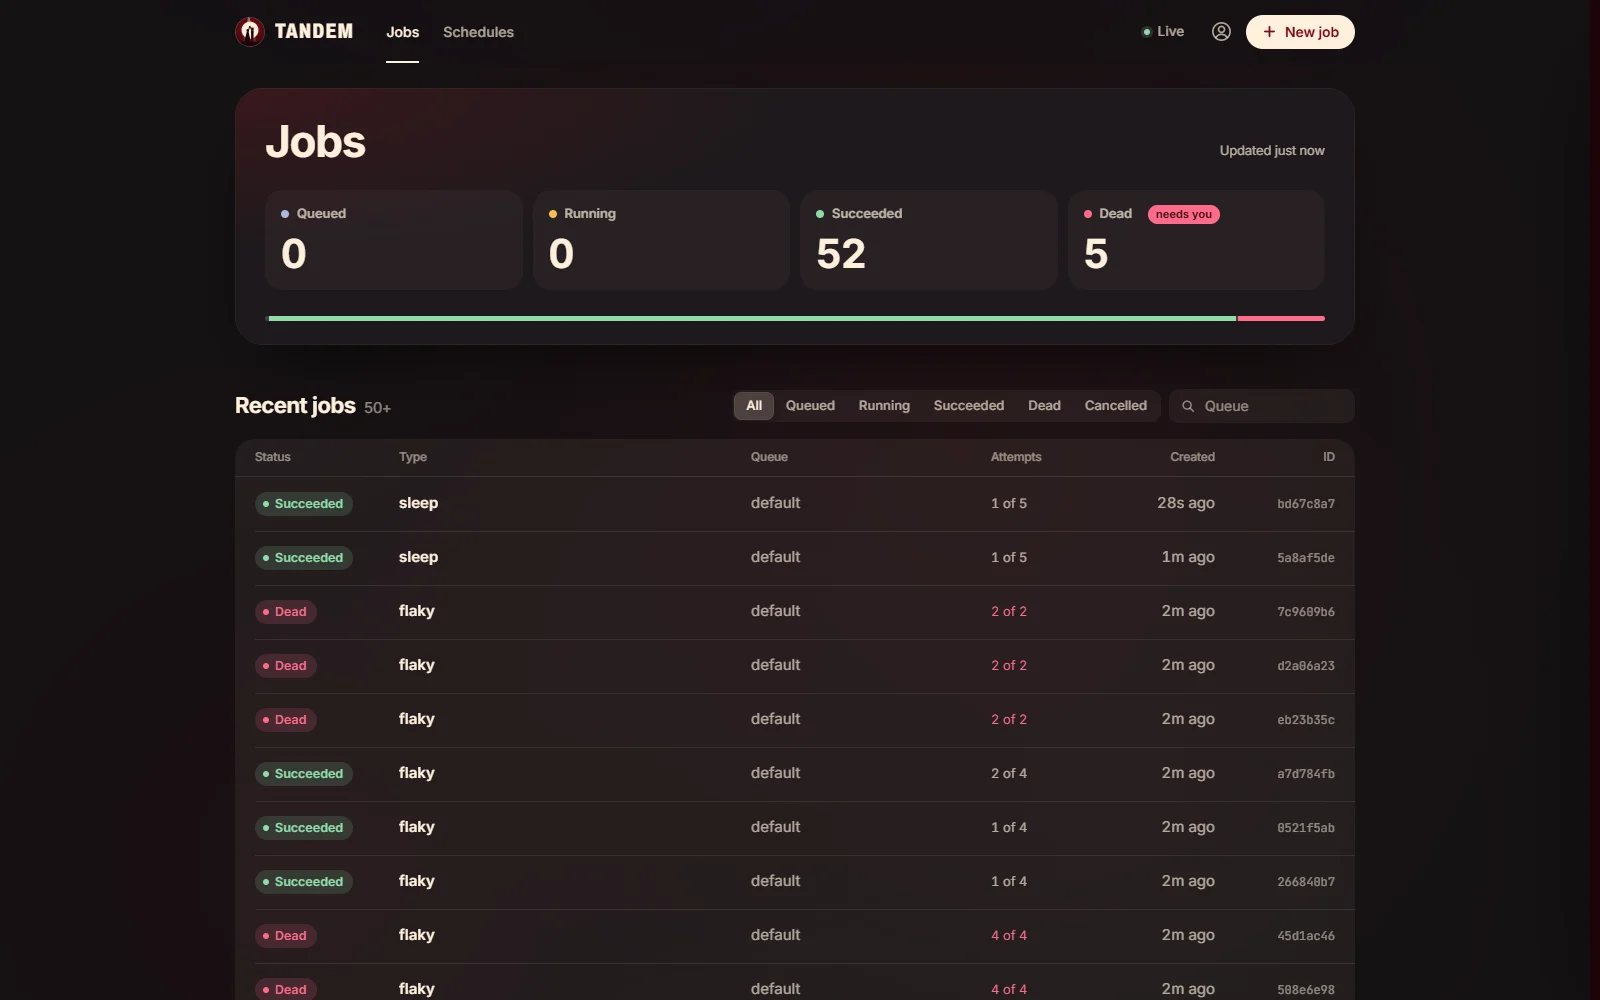 TANDEM Jobs Schedules Live New job
Jobs
Updated just now
Queued Running Succeeded Dead needs you
0 0 52 5
Recent jobs 50+ All Queued Running Succeeded Dead Cancelled Queue
Status Type Queue Attempts Created ID
Succeeded sleep default 1 of 5 28s ago bd67c8a7
Succeeded sleep default 1 of 5 1m ago 5a8af5de
Dead flaky default 2 of 2 2m ago 7c9609b6
Dead flaky default 2 of 2 2m ago d2a06a23
Dead flaky default 2 of 2 2m ago eb23b35c
Succeeded flaky default 2 of 4 2m ago a7d784fb
Succeeded flaky default 1 of 4 2m ago 0521f5ab
Succeeded flaky default 1 of 4 2m ago 266840b7
Dead flaky default 4 of 4 2m ago 45d1ac46
Dead flaky default 4 of 4 2m ago 508e6e98